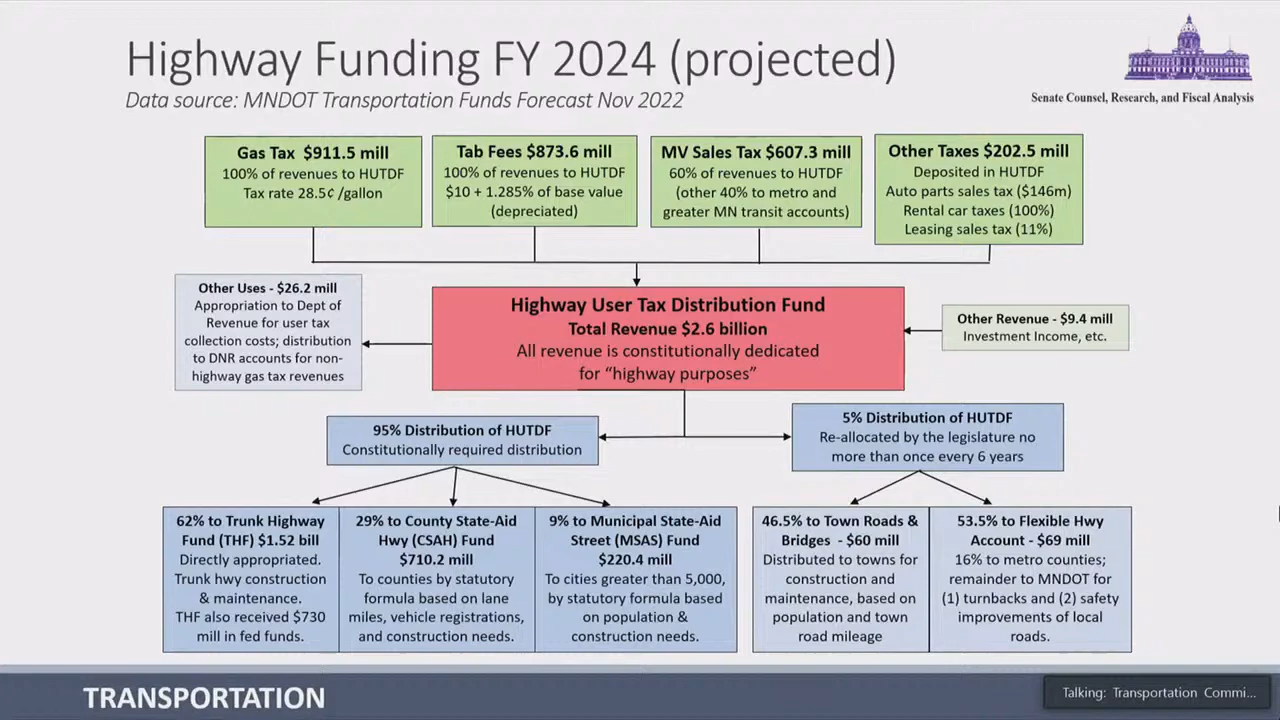 Highway Funding FY 2024 (projected)
Data source: MNDOT Transportation Funds Forecast Nov 2022
Senate Counsel, Research, and Fiscal Analysis
Gas Tax $911.5 mill
100% of revenues to HUTDF
Tax rate 28.5¢ /gallon
Tab Fees $873.6 mill
100% of revenues to HUTDF
$10 + 1.285% of base value
(depreciated)
MV Sales Tax $607.3 mill
60% of revenues to HUTDF
(other 40% to metro and
greater MN transit accounts)
Other Taxes $202.5 mill
Deposited in HUTDF
Auto parts sales tax ($146m)
Rental car taxes (100%)
Leasing sales tax (11%)
Other Uses - $26.2 mill
Appropriation to Dept of
Revenue for user tax
collection costs; distribution
to DNR accounts for non-
highway gas tax revenues
Highway User Tax Distribution Fund
Total Revenue $2.6 billion
All revenue is constitutionally dedicated
for “highway purposes”
Other Revenue - $9.4 mill
Investment Income, etc.
95% Distribution of HUTDF
Constitutionally required distribution
5% Distribution of HUTDF
Re-allocated by the legislature no
more than once every 6 years
62% to Trunk Highway
Fund (THF) $1.52 bill
Directly appropriated.
Trunk hwy construction
& maintenance.
THF also received $730
mill in fed funds.
29% to County State-Aid
Hwy (CSAH) Fund
$710.2 mill
To counties by statutory
formula based on lane
miles, vehicle registrations,
and construction needs.
9% to Municipal State-Aid
Street (MSAS) Fund
$220.4 mill
To cities greater than 5,000,
by statutory formula based
on population &
construction needs.
46.5% to Town Roads &
Bridges - $60 mill
Distributed to towns for
construction and
maintenance, based on
population and town
road mileage
53.5% to Flexible Hwy
Account - $69 mill
16% to metro counties;
remainder to MNDOT for
(1) turnbacks and (2) safety
improvements of local
roads.
TRANSPORTATION
Talking: Transportation Commi...